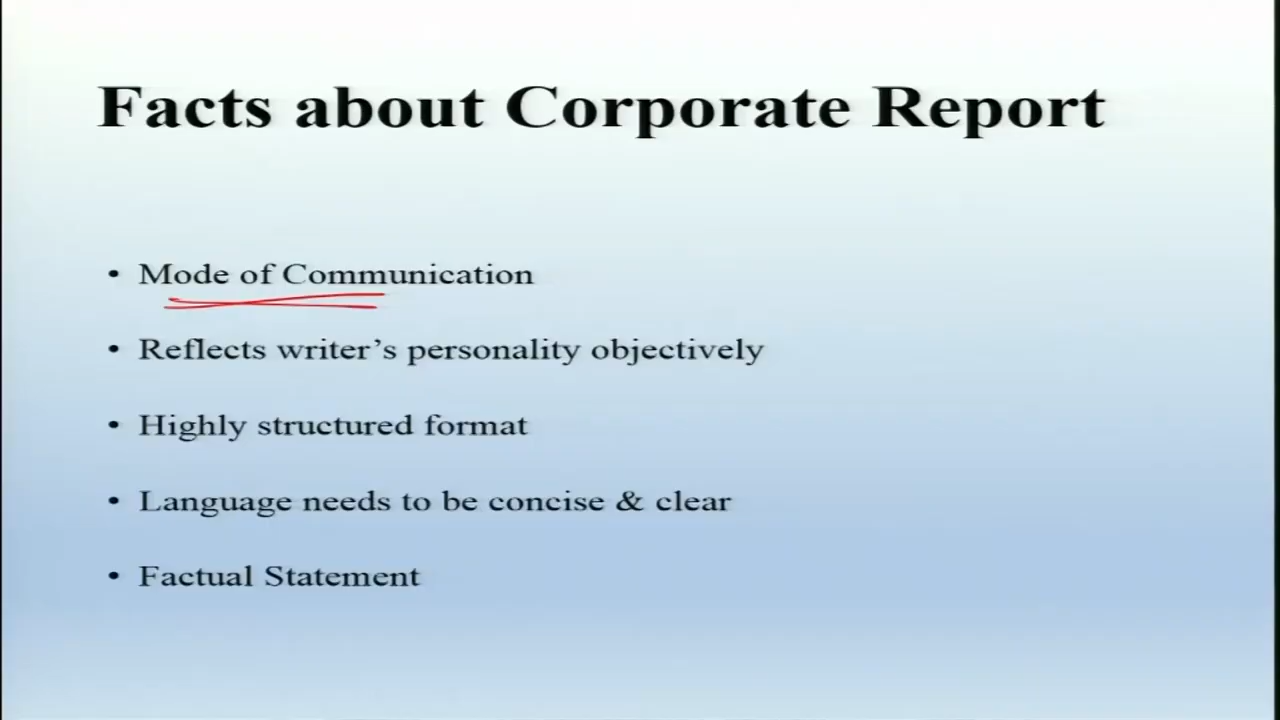 Facts about Corporate Report
• Mode of Communication
• Reflects writer’s personality objectively
• Highly structured format
• Language needs to be concise & clear
• Factual Statement